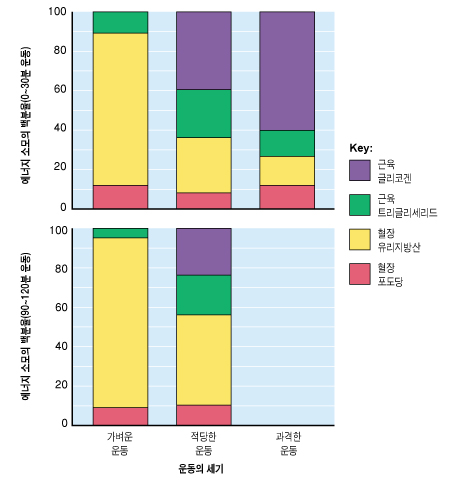 에너지 소모의 백분율(0~30분 운동)
100
80
60
40
20
0
Key:
근육
글리코겐
근육
트리글리세리드
혈장
유리지방산
혈장
포도당
에너지 소모의 백분율(90~120분 운동)
100
80
60
40
20
0
가벼운
운동
적당한
운동
과격한
운동
운동의 세기